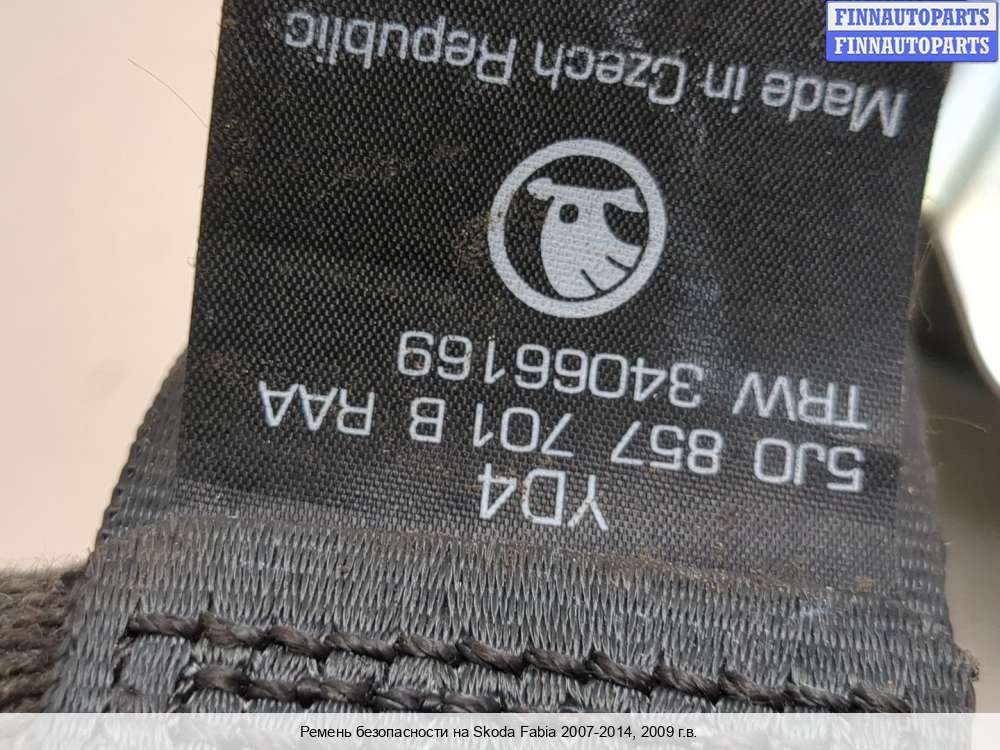 FINNAUTOPARTS
FINNAUTOPARTS
YD4
5J0 857 701 B RAA
TRW 34066169
Made in Czech Republic
Ремень безопасности на Skoda Fabia 2007-2014, 2009 г.в.